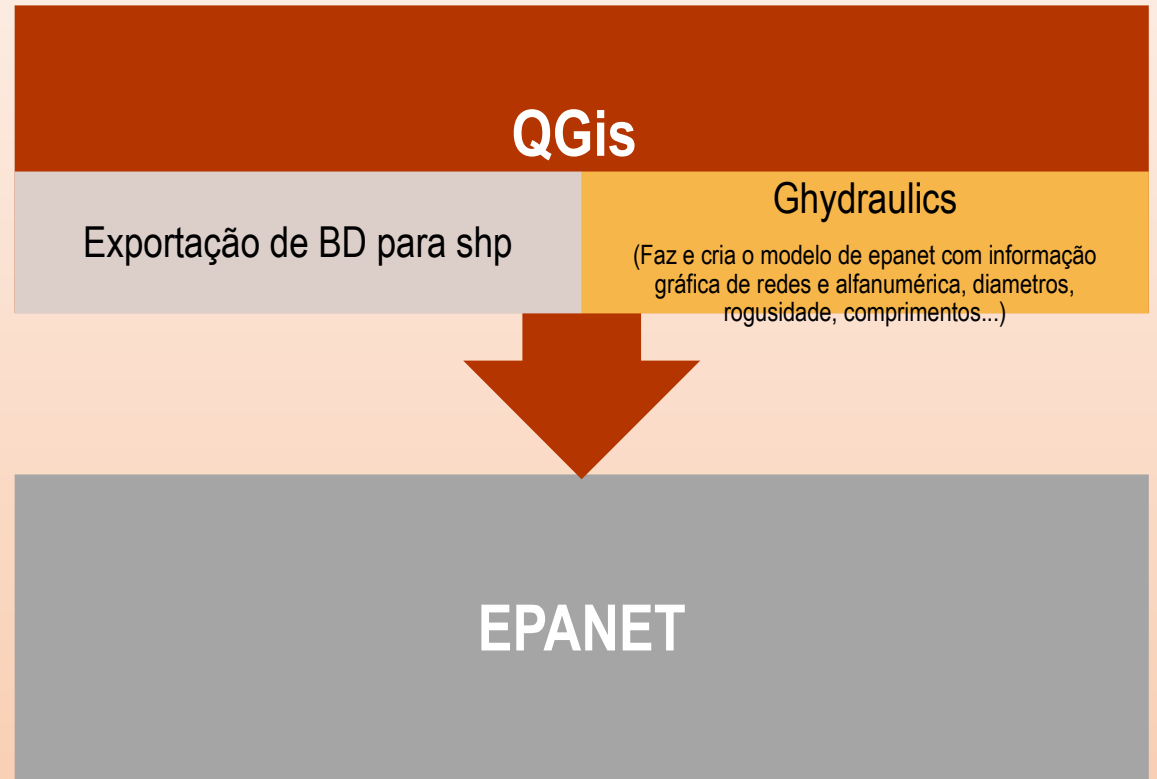 QGis
Exportação de BD para shp
Ghydraulics
(Faz e cria o modelo de epanet com informação
gráfica de redes e alfanumérica, diametros,
rogusidade, comprimentos...)
EPANET